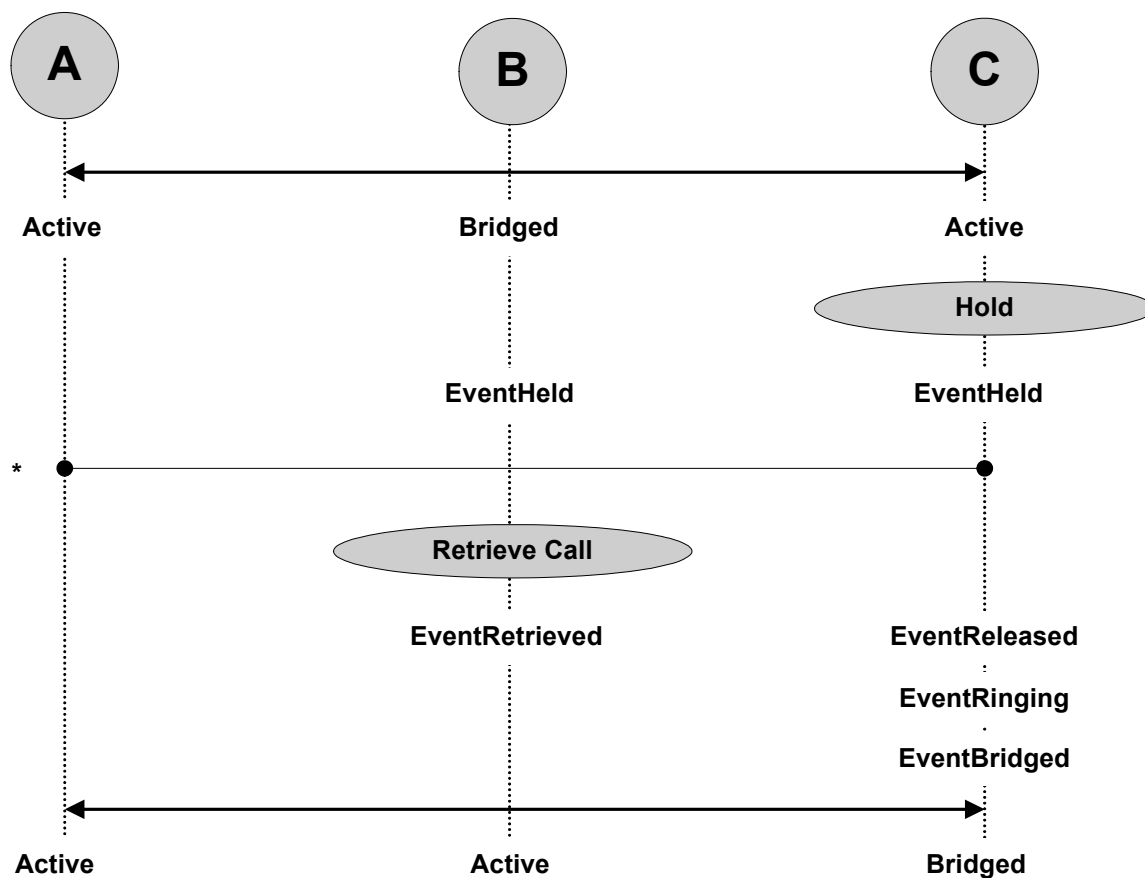 A B C
Active Bridged Active
Hold
EventHeld EventHeld
*
Retrieve Call
EventRetrieved EventReleased
EventRinging
EventBridged
Active Active Bridged